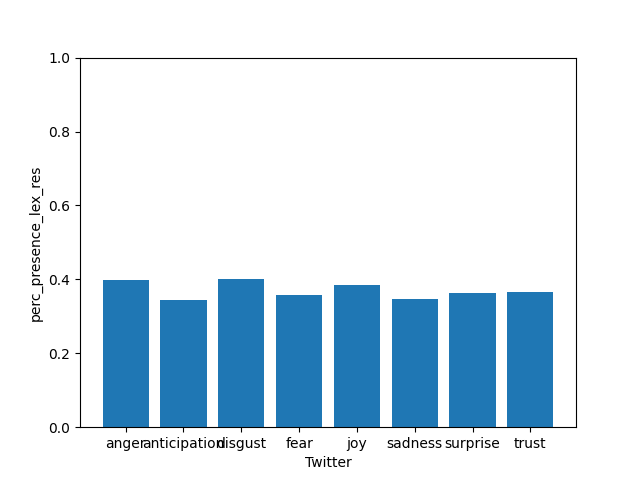 1.0
0.8
0.6
0.4
0.2
0.0
perc_presence_lex_res
anger anticipation disgust fear joy sadness surprise trust
Twitter